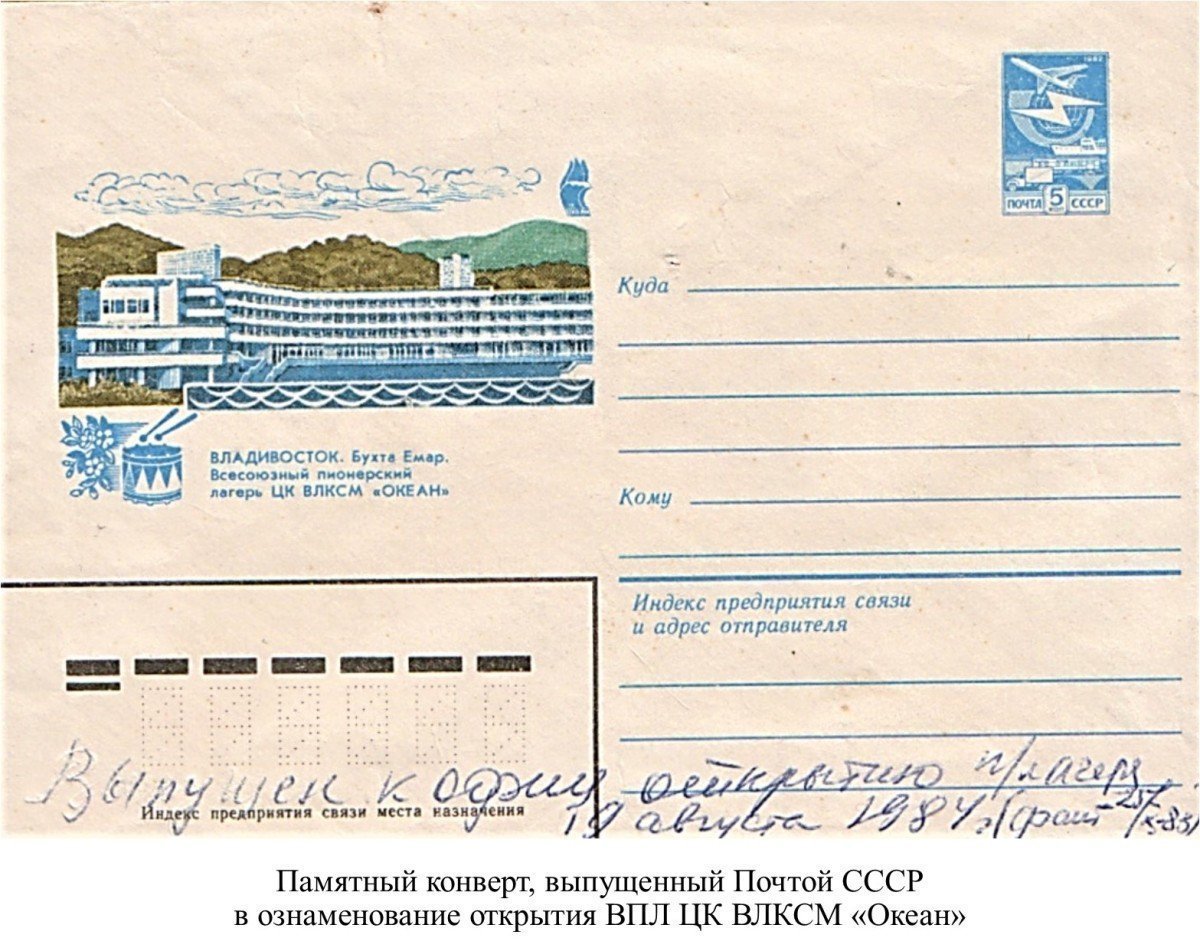 1982
ПОЧТА 5 СССР
ВЛАДИВОСТОК. Бухта Емар.
Всесоюзный пионерский
лагерь ЦК ВЛКСМ «ОКЕАН»
Куда
Кому
Индекс предприятия связи
и адрес отправителя
Выпущен к офиц открытию п/лагеря
Индекс предприятия связи места назначения
19 августа 1984 г. (факт
Памятный конверт, выпущенный Почтой СССР
в ознаменование открытия ВПЛ ЦК ВЛКСМ «Океан»